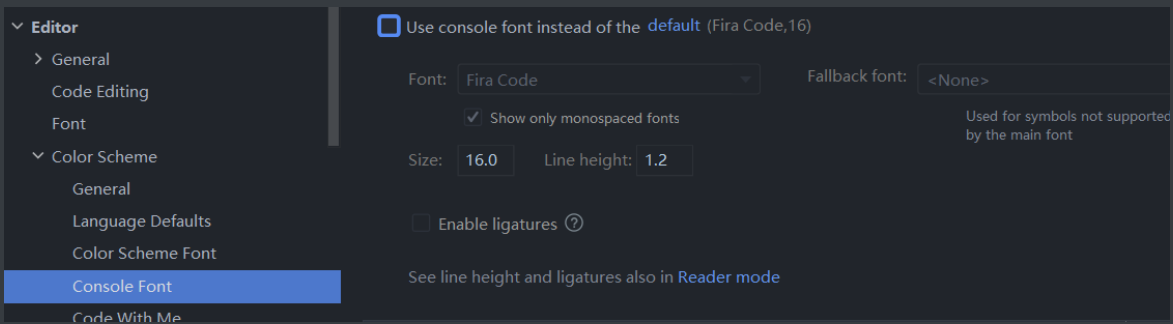 Editor
General
Code Editing
Font
Color Scheme
General
Language Defaults
Color Scheme Font
Console Font
Code With Me
Use console font instead of the default (Fira Code,16)
Font: Fira Code
Fallback font: <None>
Show only monospaced fonts
Used for symbols not supported
by the main font
Size: 16.0 Line height: 1.2
Enable ligatures ?
See line height and ligatures also in Reader mode